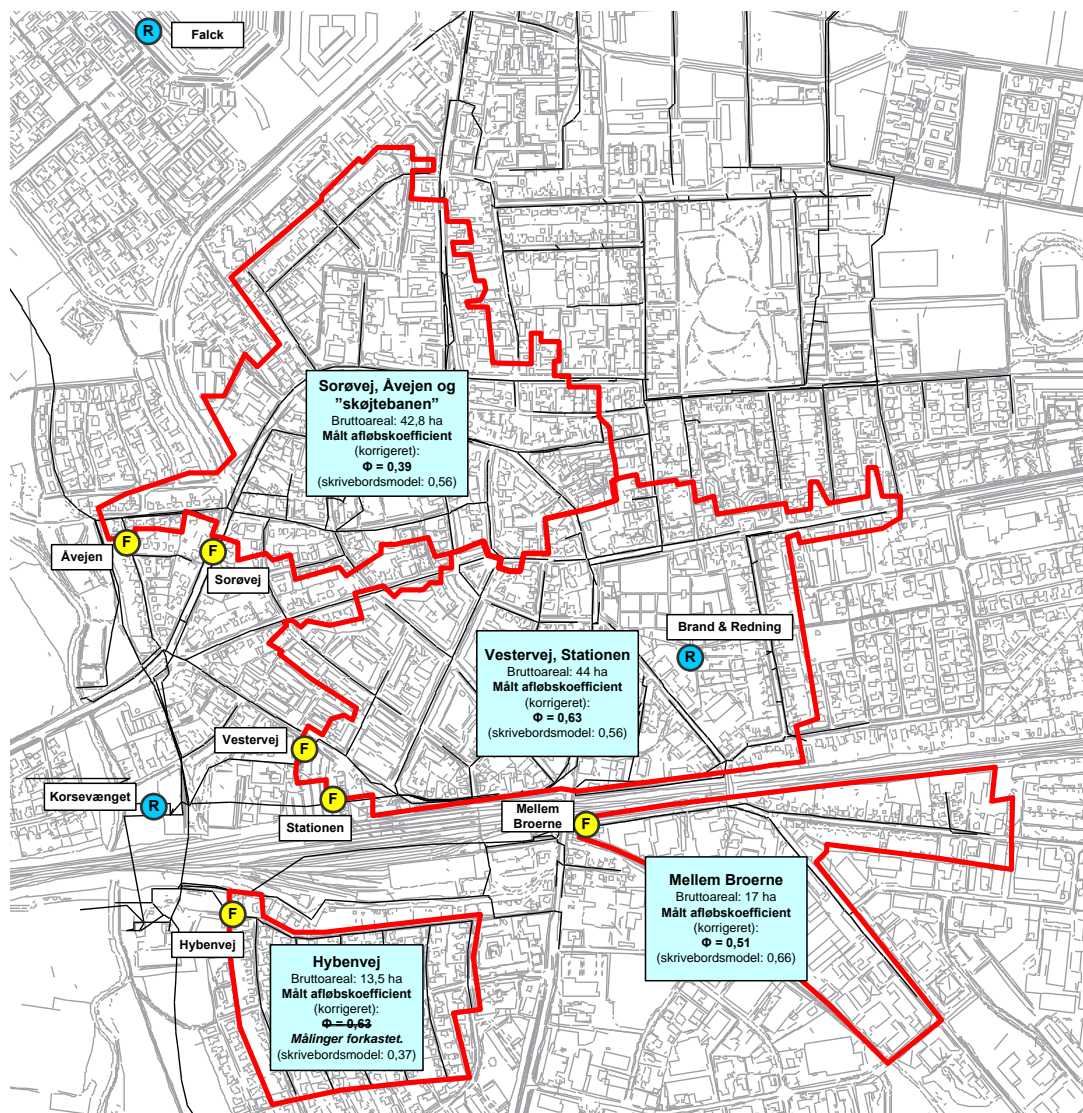 R
Falck
Sorøvej, Åvejen og
”skøjtebanen”
Bruttoareal: 42,8 ha
Målt afløbskoefficient
(korrigeret):
Φ = 0,39
(skrivebordsmodel: 0,56)
F
Åvejen
F
Sorøvej
Brand & Redning
R
Vestervej, Stationen
Bruttoareal: 44 ha
Målt afløbskoefficient
(korrigeret):
Φ = 0,63
(skrivebordsmodel: 0,56)
Vestervej
F
Korsevænget
R
F
Stationen
Mellem
Broerne
F
Mellem Broerne
Bruttoareal: 17 ha
Målt afløbskoefficient
(korrigeret):
Φ = 0,51
(skrivebordsmodel: 0,66)
F
Hybenvej
Hybenvej
Bruttoareal: 13,5 ha
Målt afløbskoefficient
(korrigeret):
Φ = 0,63
Målinger forkastet.
(skrivebordsmodel: 0,37)